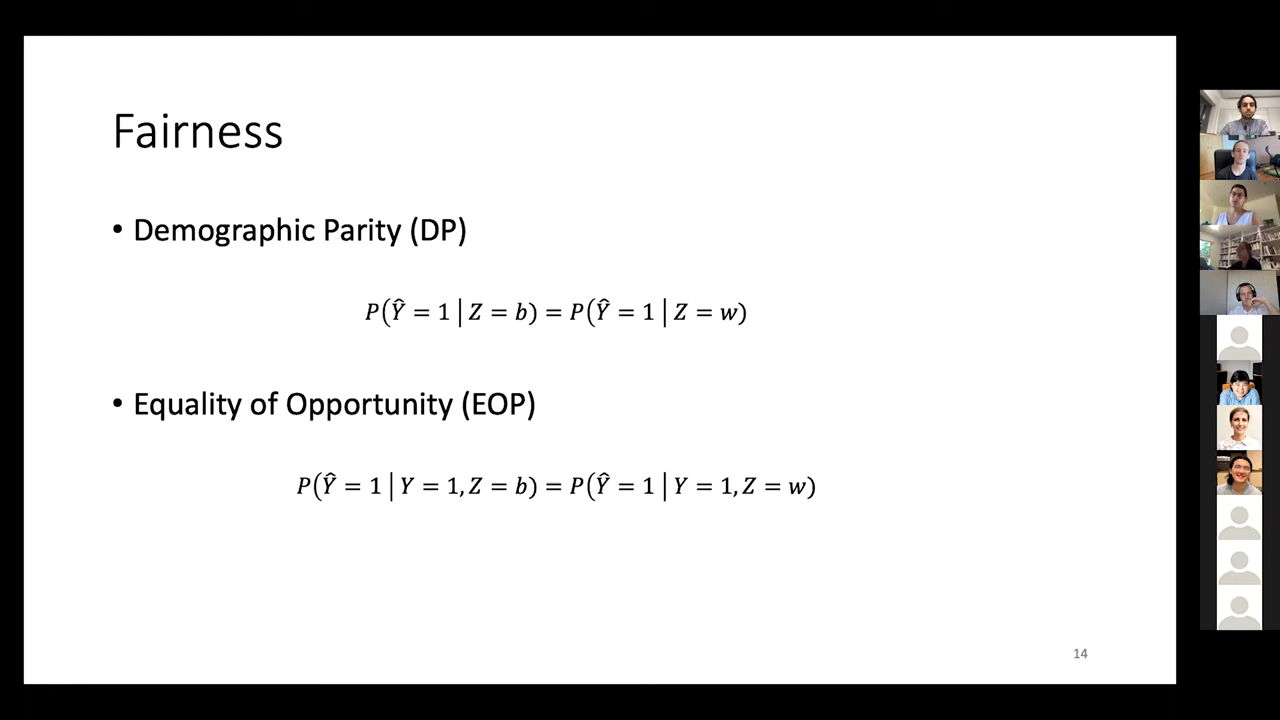 Fairness
• Demographic Parity (DP)
P(Ŷ = 1 | Z = b) = P(Ŷ = 1 | Z = w)
• Equality of Opportunity (EOP)
P(Ŷ = 1 | Y = 1, Z = b) = P(Ŷ = 1 | Y = 1, Z = w)
14